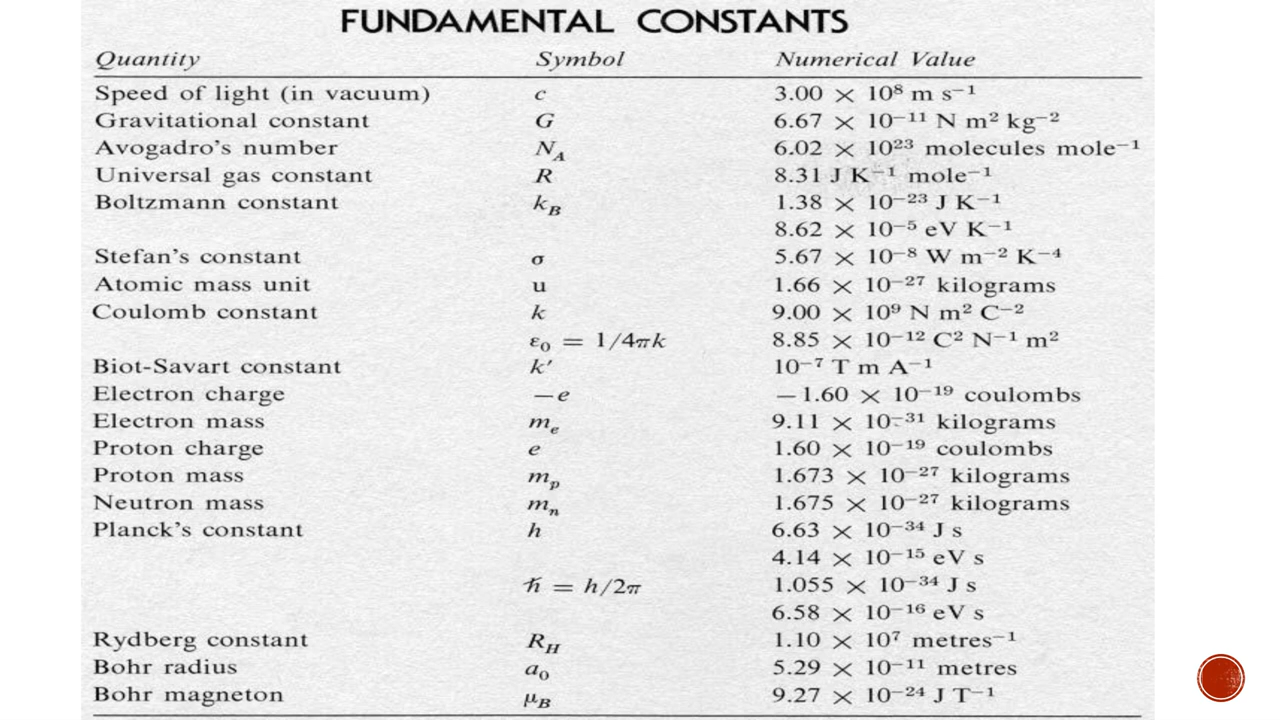 FUNDAMENTAL CONSTANTS
Quantity Symbol Numerical Value
Speed of light (in vacuum) c 3.00 × 10⁸ m s⁻¹
Gravitational constant G 6.67 × 10⁻¹¹ N m² kg⁻²
Avogadro's number N_A 6.02 × 10²³ molecules mole⁻¹
Universal gas constant R 8.31 J K⁻¹ mole⁻¹
Boltzmann constant k_B 1.38 × 10⁻²³ J K⁻¹
8.62 × 10⁻⁵ eV K⁻¹
Stefan's constant σ 5.67 × 10⁻⁸ W m⁻² K⁻⁴
Atomic mass unit u 1.66 × 10⁻²⁷ kilograms
Coulomb constant k 9.00 × 10⁹ N m² C⁻²
ε₀ = 1/4πk 8.85 × 10⁻¹² C² N⁻¹ m²
Biot-Savart constant k′ 10⁻⁷ T m A⁻¹
Electron charge −e −1.60 × 10⁻¹⁹ coulombs
Electron mass mₑ 9.11 × 10⁻³¹ kilograms
Proton charge e 1.60 × 10⁻¹⁹ coulombs
Proton mass m_p 1.673 × 10⁻²⁷ kilograms
Neutron mass m_n 1.675 × 10⁻²⁷ kilograms
Planck's constant h 6.63 × 10⁻³⁴ J s
4.14 × 10⁻¹⁵ eV s
ℏ = h/2π 1.055 × 10⁻³⁴ J s
6.58 × 10⁻¹⁶ eV s
Rydberg constant R_H 1.10 × 10⁷ metres⁻¹
Bohr radius a₀ 5.29 × 10⁻¹¹ metres
Bohr magneton μ_B 9.27 × 10⁻²⁴ J T⁻¹